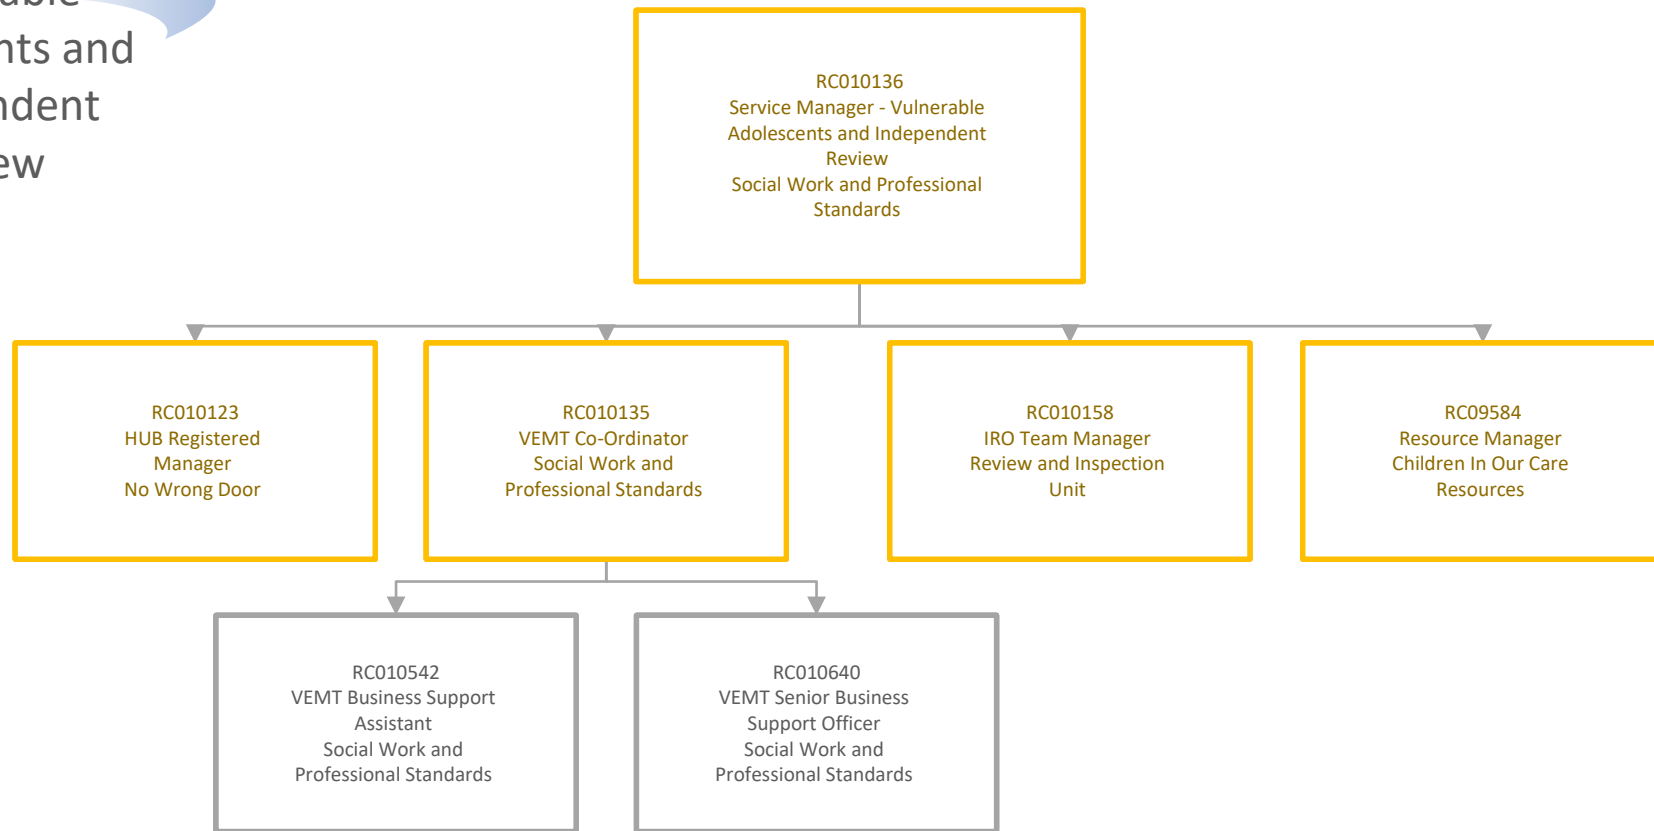 and
RC010136
Service Manager - Vulnerable
Adolescents and Independent
Review
Social Work and Professional
Standards
RC010123
HUB Registered
Manager
No Wrong Door
RC010135
VEMT Co-Ordinator
Social Work and
Professional Standards
RC010158
IRO Team Manager
Review and Inspection
Unit
RC09584
Resource Manager
Children In Our Care
Resources
RC010542
VEMT Business Support
Assistant
Social Work and
Professional Standards
RC010640
VEMT Senior Business
Support Officer
Social Work and
Professional Standards